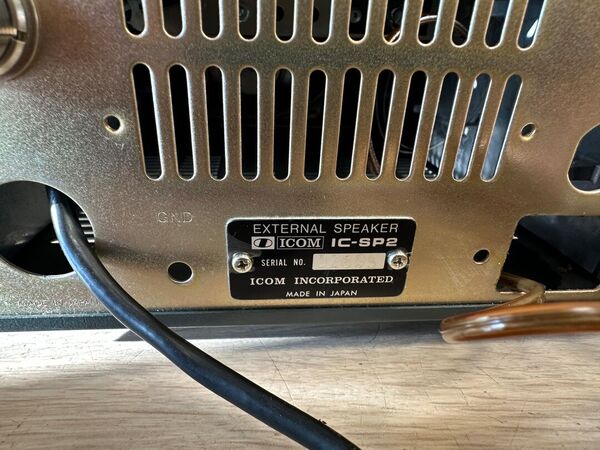 GND
EXTERNAL SPEAKER
ICOM IC-SP2
SERIAL NO.
ICOM INCORPORATED
MADE IN JAPAN